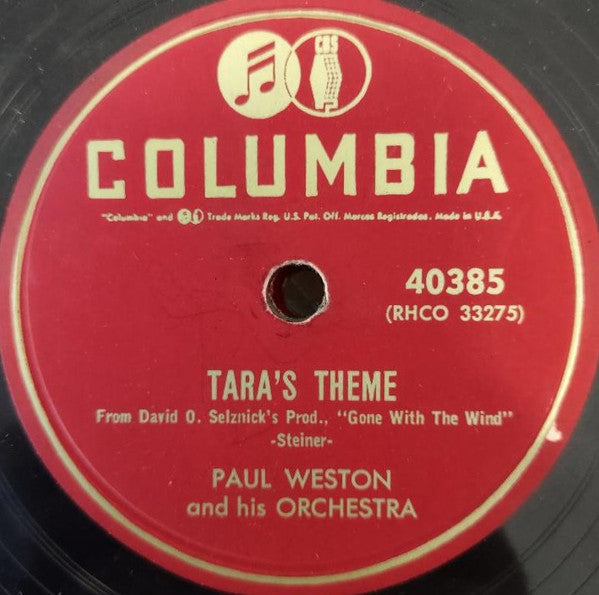 CBS
COLUMBIA
"Columbia" and Trade Marks Reg. U.S. Pat. Off. Marcas Registradas. Made in U.S.A.
40385
(RHCO 33275)
TARA'S THEME
From David O. Selznick's Prod., "Gone With The Wind"
-Steiner-
PAUL WESTON
and his ORCHESTRA